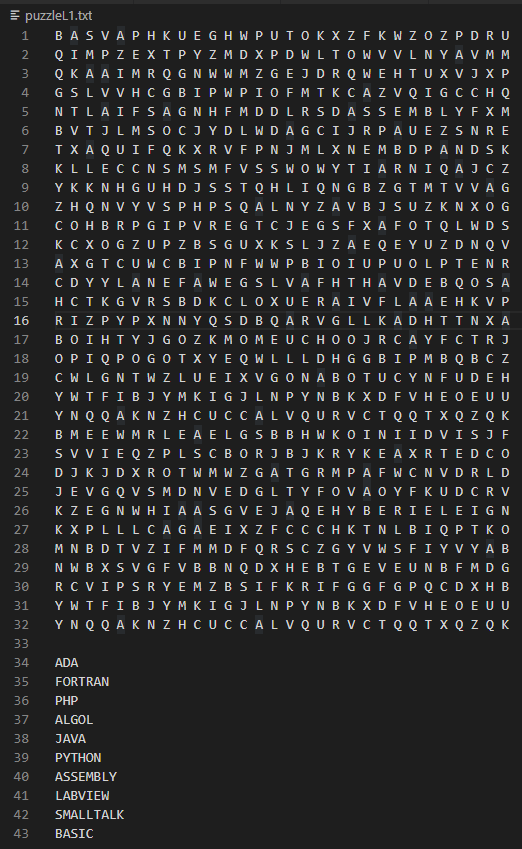 puzzleL1.txt
1 B A S V A P H K U E G H W P U T O K X Z F K W Z O Z P D R U
2 Q I M P Z E X T P Y Z M D X P D W L T O W V V L N Y A V M M
3 Q K A A I M R Q G N W W M Z G E J D R Q W E H T U X V J X P
4 G S L V V H C G B I P W P I O F M T K C A Z V Q I G C C H Q
5 N T L A I F S A G N H F M D D L R S D A S S E M B L Y F X M
6 B V T J L M S O C J Y D L W D A G C I J R P A U E Z S N R E
7 T X A Q U I F Q K X R V F P N J M L X N E M B D P A N D S K
8 K L L E C C N S M S M F V S S W O W Y T I A R N I Q A J C Z
9 Y K K N H G U H D J S S T Q H L I Q N G B Z G T M T V V A G
10 Z H Q N V Y V S P H P S Q A L N Y Z A V B J S U Z K N X O G
11 C O H B R P G I P V R E G T C J E G S F X A F O T Q L W D S
12 K C X O G Z U P Z B S G U X K S L J Z A E Q E Y U Z D N Q V
13 A X G T C U W C B I P N F W W P B I O I U P U O L P T E N R
14 C D Y Y L A N E F A W E G S L V A F H T H A V D E B Q O S A
15 H C T K G V R S B D K C L O X U E R A I V F L A A E H K V P
16 R I Z P Y P X N N Y Q S D B Q A R V G L L K A D H T T N X A
17 B O I H T Y J G O Z K M O M E U C H O O J R C A Y F C T R J
18 O P I Q P O G O T X Y E Q W L L L D H G G B I P M B Q B C Z
19 C W L G N T W Z L U E I X V G O N A B O T U C Y N F U D E H
20 Y W T F I B J Y M K I G J L N P Y N B K X D F V H E O E U U
21 Y N Q Q A K N Z H C U C C A L V Q U R V C T Q Q T X Q Z Q K
22 B M E E W M R L E A E L G S B B H W K O I N I I D V I S J F
23 S V V I E Q Z P L S C B O R J B J K R Y K E A X R T E D C O
24 D J K J D X R O T W M W Z G A T G R M P A F W C N V D R L D
25 J E V G Q V S M D N V E D G L T Y F O V A O Y F K U D C R V
26 K Z E G N W H I A A S G V E J A Q E H Y B E R I E L E I G N
27 K X P L L L C A G A E I X Z F C C C H K T N L B I Q P T K O
28 M N B D T V Z I F M M D F Q R S C Z G Y V W S F I Y V Y A B
29 N W B X S V G F V B B N Q D X H E B T G E V E U N B F M D G
30 R C V I P S R Y E M Z B S I F K R I F G G F G P Q C D X H B
31 Y W T F I B J Y M K I G J L N P Y N B K X D F V H E O E U U
32 Y N Q Q A K N Z H C U C C A L V Q U R V C T Q Q T X Q Z Q K
33
34 ADA
35 FORTRAN
36 PHP
37 ALGOL
38 JAVA
39 PYTHON
40 ASSEMBLY
41 LABVIEW
42 SMALLTALK
43 BASIC